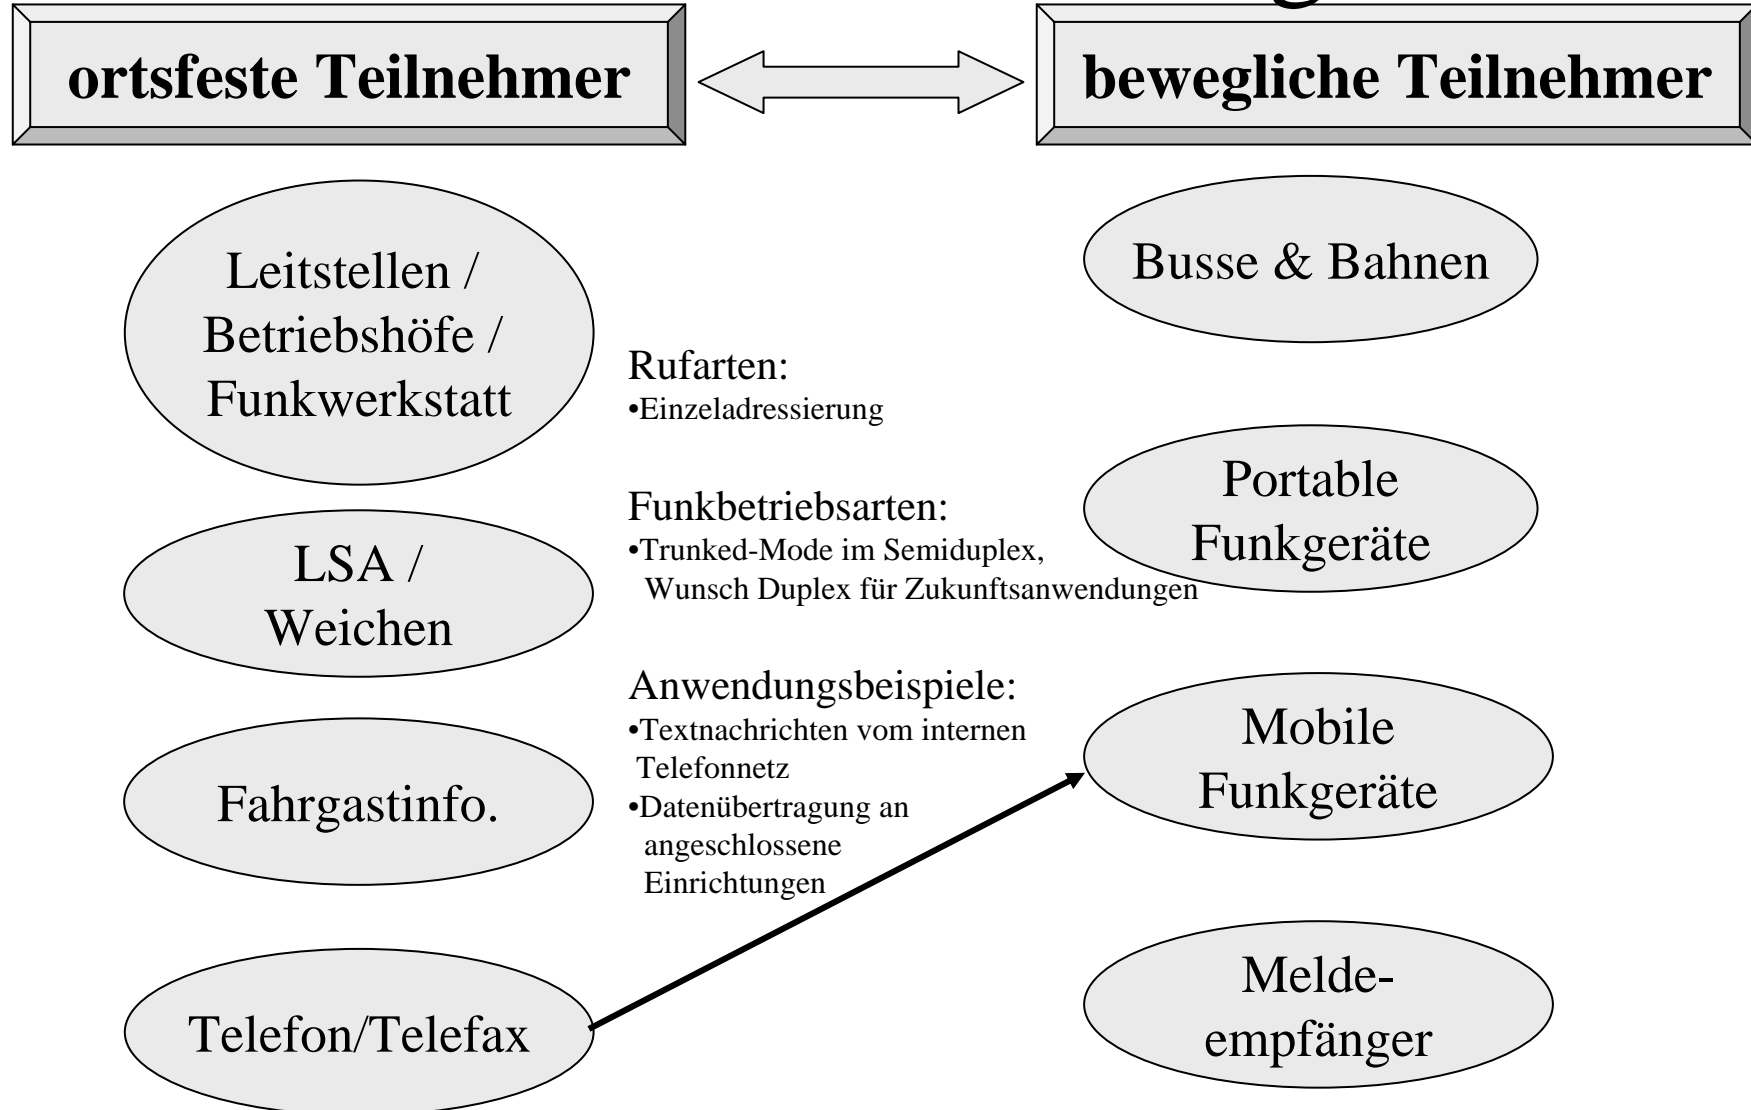 ortsfeste Teilnehmer
bewegliche Teilnehmer
Leitstellen /
Betriebshöfe /
Funkwerkstatt
LSA /
Weichen
Fahrgastinfo.
Telefon/Telefax
Rufarten:
•Einzeladressierung
Funkbetriebsarten:
•Trunked-Mode im Semiduplex,
Wunsch Duplex für Zukunftsanwendungen
Anwendungsbeispiele:
•Textnachrichten vom internen
Telefonnetz
•Datenübertragung an
angeschlossene
Einrichtungen
Busse & Bahnen
Portable
Funkgeräte
Mobile
Funkgeräte
Melde-
empfänger